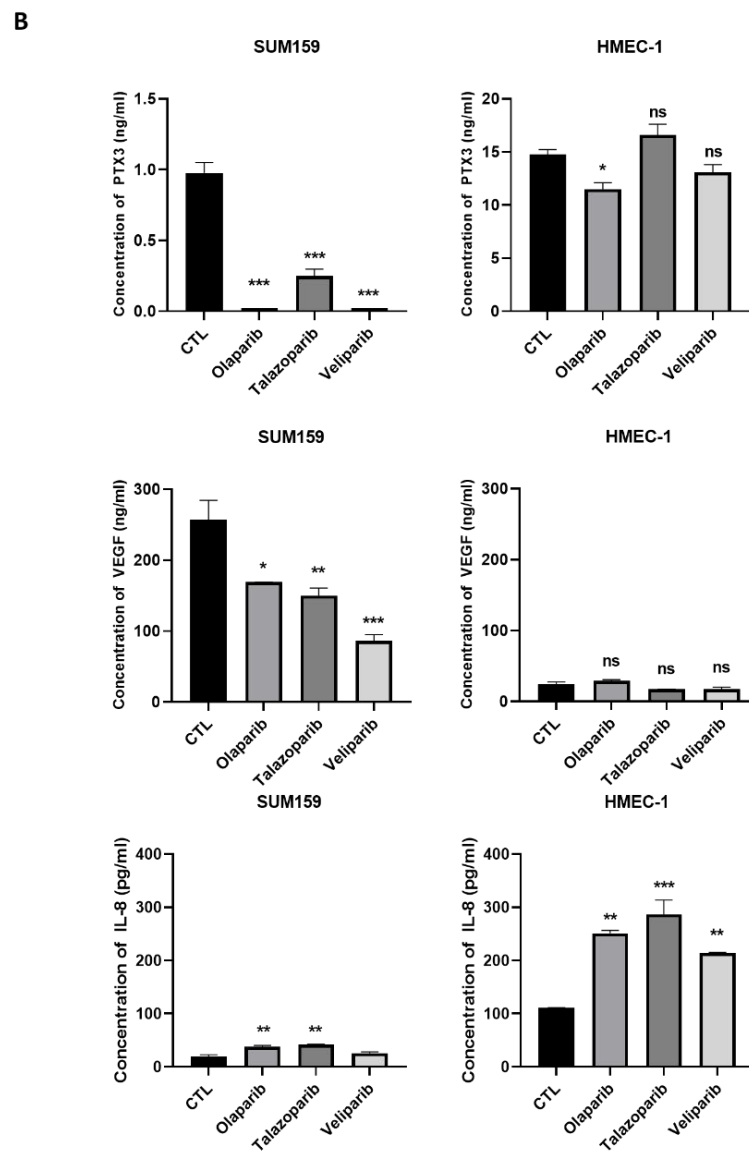 B
SUM159
HMEC-1
Concentration of PTX3 (ng/ml)
1.5
1.0
0.5
0.0
***
***
***
CTL
Olaparib
Talazoparib
Veliparib
Concentration of PTX3 (ng/ml)
20
15
10
5
0
*
ns
ns
CTL
Olaparib
Talazoparib
Veliparib
SUM159
HMEC-1
Concentration of VEGF (ng/ml)
300
200
100
0
*
**
***
CTL
Olaparib
Talazoparib
Veliparib
Concentration of VEGF (ng/ml)
300
200
100
0
ns
ns
ns
CTL
Olaparib
Talazoparib
Veliparib
SUM159
HMEC-1
Concentration of IL-8 (pg/ml)
400
300
200
100
0
**
**
CTL
Olaparib
Talazoparib
Veliparib
Concentration of IL-8 (pg/ml)
400
300
200
100
0
**
***
**
CTL
Olaparib
Talazoparib
Veliparib